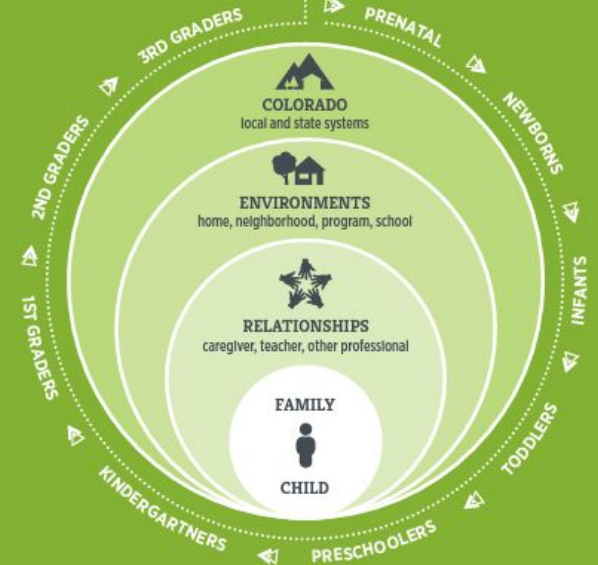 PRENATAL
NEWBORNS
INFANTS
TODDLERS
PRESCHOOLERS
KINDERGARTNERS
1ST GRADERS
2ND GRADERS
3RD GRADERS
COLORADO
local and state systems
ENVIRONMENTS
home, neighborhood, program, school
RELATIONSHIPS
caregiver, teacher, other professional
FAMILY
CHILD